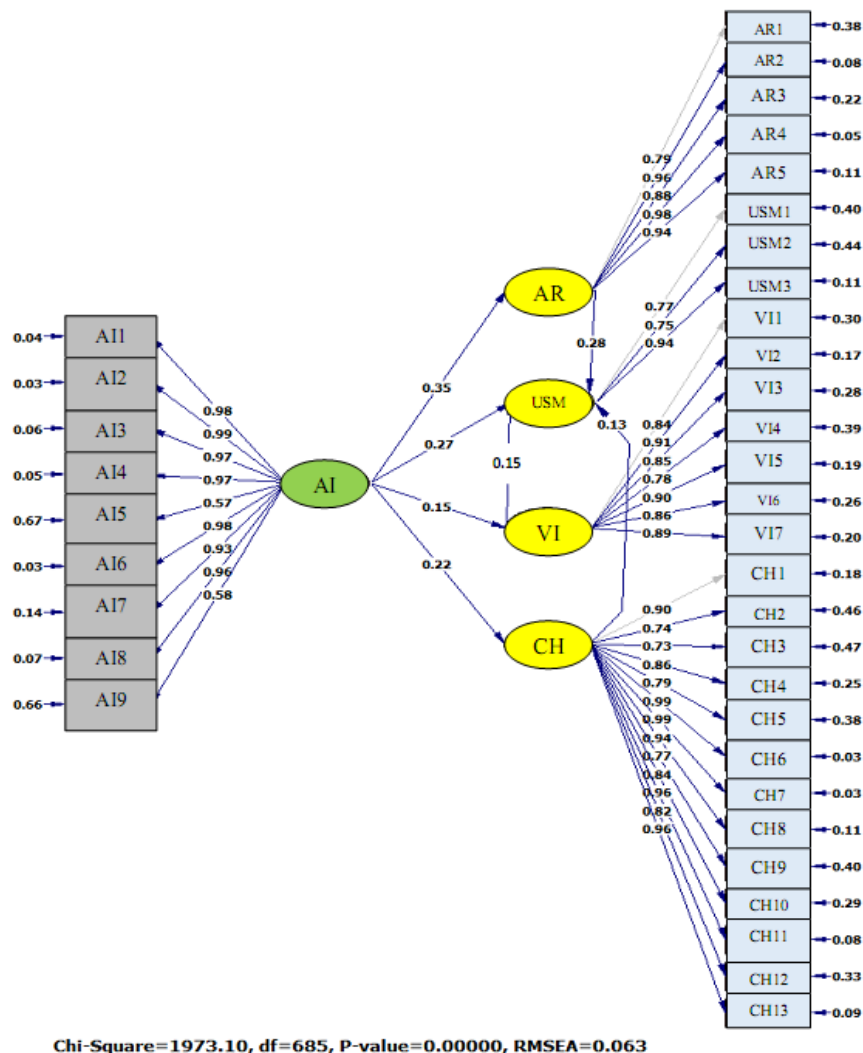 AR1
0.38
AR2
0.08
AR3
0.22
AR4
0.05
AR5
0.11
USM1
0.40
USM2
0.44
USM3
0.11
VI1
0.30
VI2
0.17
VI3
0.28
VI4
0.39
VI5
0.19
VI6
0.26
VI7
0.20
CH1
0.18
CH2
0.46
CH3
0.47
CH4
0.25
CH5
0.38
CH6
0.03
CH7
0.03
CH8
0.11
CH9
0.40
CH10
0.29
CH11
0.08
CH12
0.33
CH13
0.09
0.79
0.96
0.88
0.98
0.94
0.77
0.75
0.94
0.84
0.91
0.85
0.78
0.90
0.86
0.89
0.90
0.74
0.73
0.86
0.79
0.99
0.99
0.94
0.77
0.84
0.96
0.82
0.96
AR
USM
VI
CH
0.28
0.13
0.15
0.35
0.27
0.15
0.22
AI
0.98
0.99
0.97
0.97
0.57
0.98
0.93
0.96
0.58
0.04
AI1
0.03
AI2
0.06
AI3
0.05
AI4
0.67
AI5
0.03
AI6
0.14
AI7
0.07
AI8
0.66
AI9
Chi-Square=1973.10, df=685, P-value=0.00000, RMSEA=0.063